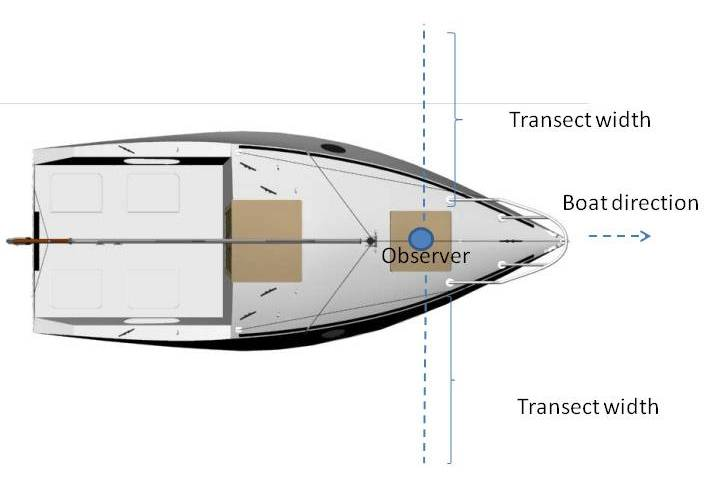 Transect width
Boat direction
Observer
Transect width